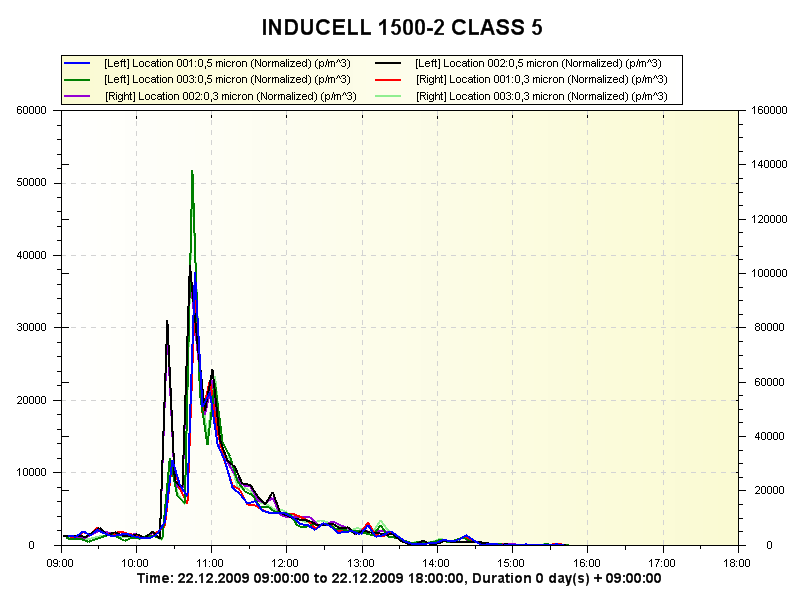 INDUCELL 1500-2 CLASS 5
[Left] Location 001:0,5 micron (Normalized) (p/m^3) [Left] Location 002:0,5 micron (Normalized) (p/m^3)
[Left] Location 003:0,5 micron (Normalized) (p/m^3) [Right] Location 001:0,3 micron (Normalized) (p/m^3)
[Right] Location 002:0,3 micron (Normalized) (p/m^3) [Right] Location 003:0,3 micron (Normalized) (p/m^3)
60000 160000
140000
50000
120000
40000
100000
30000 80000
60000
20000
40000
10000
20000
0 0
09:00 10:00 11:00 12:00 13:00 14:00 15:00 16:00 17:00 18:00
Time: 22.12.2009 09:00:00 to 22.12.2009 18:00:00, Duration 0 day(s) + 09:00:00